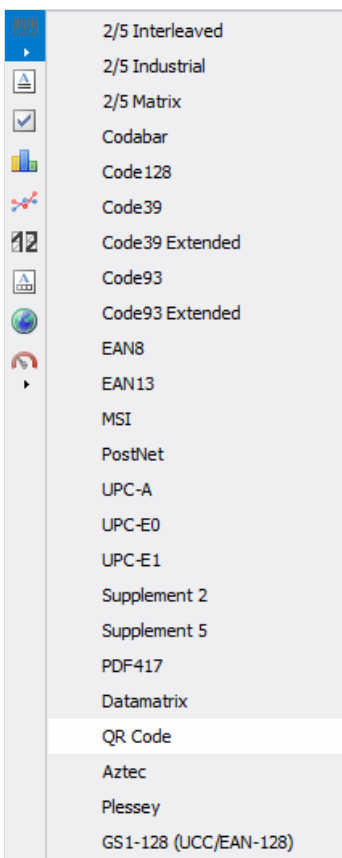 2/5 Interleaved
2/5 Industrial
2/5 Matrix
Codabar
Code128
Code39
Code39 Extended
Code93
Code93 Extended
EAN8
EAN13
MSI
PostNet
UPC-A
UPC-E0
UPC-E1
Supplement 2
Supplement 5
PDF417
Datamatrix
QR Code
Aztec
Plessey
GS1-128 (UCC/EAN-128)
A
12
A